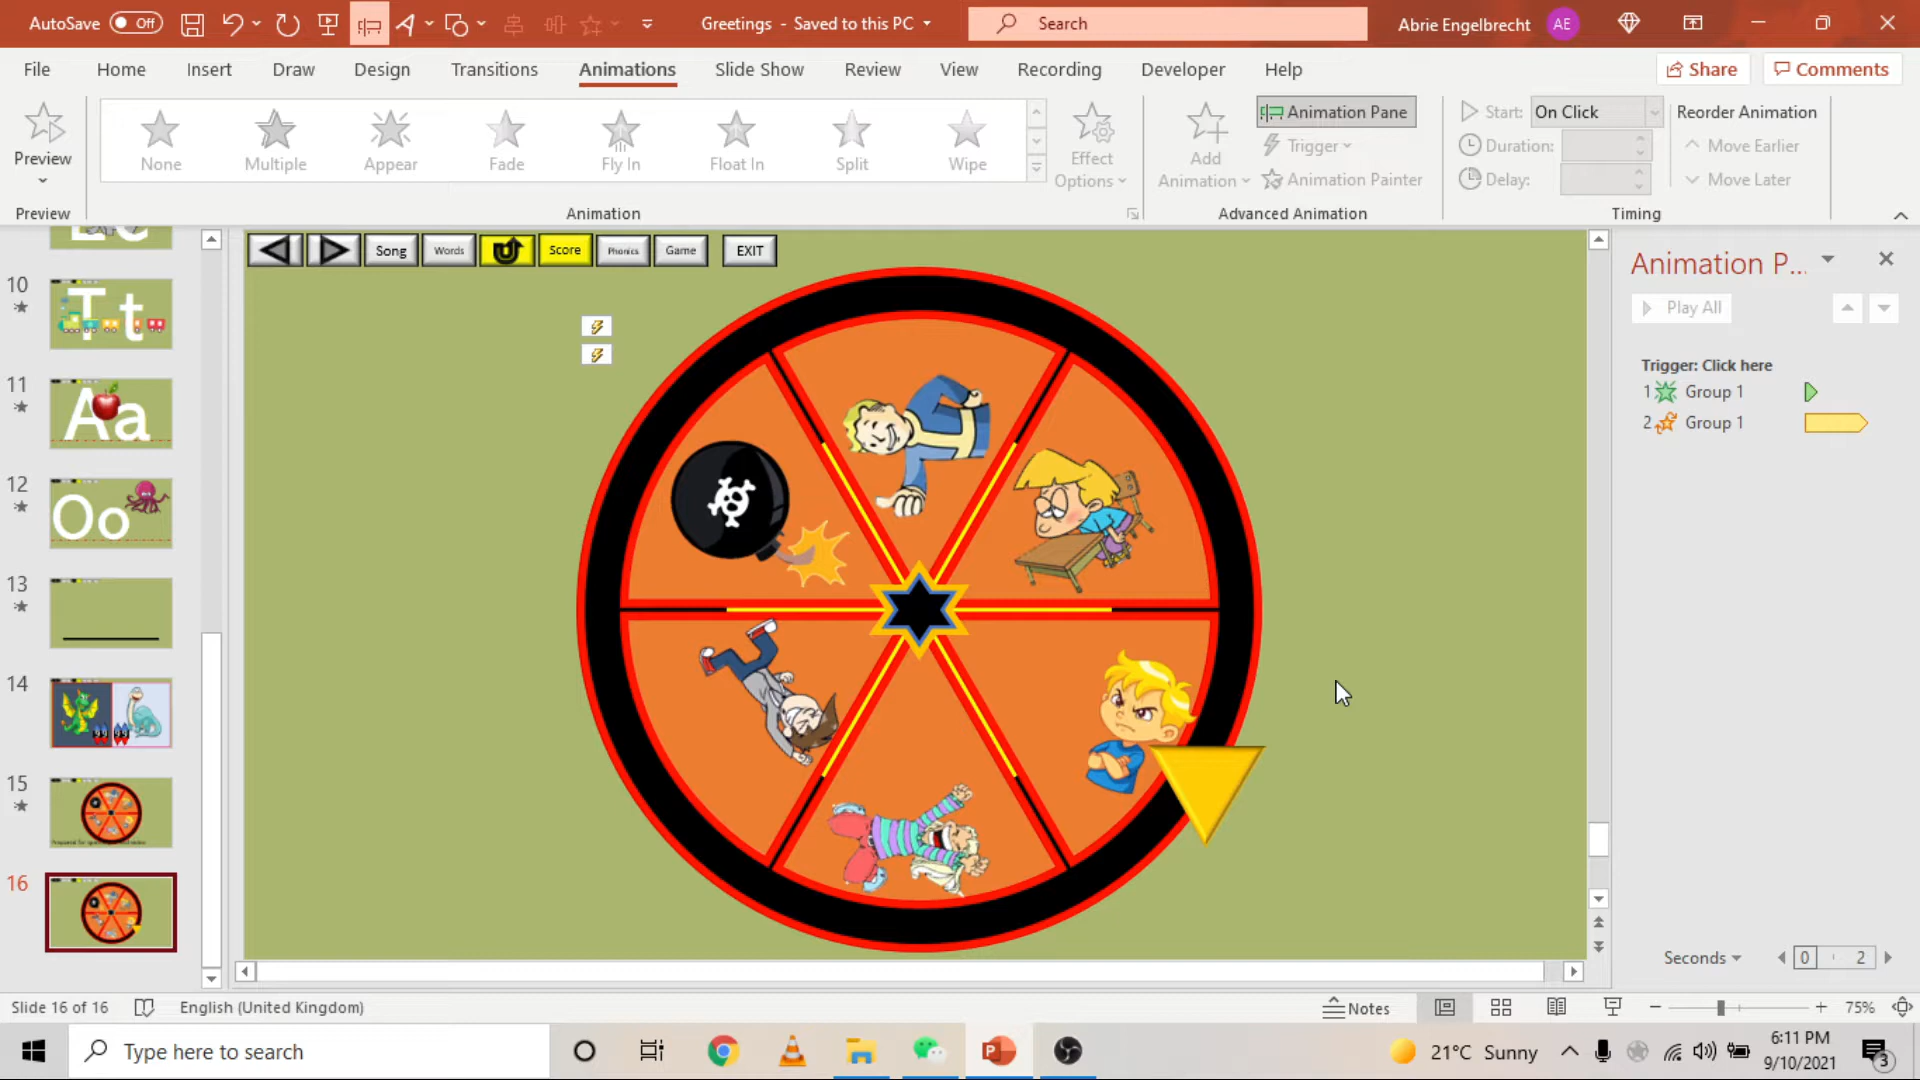 AutoSave Off Greetings - Saved to this PC Search Abrie Engelbrecht AE
File Home Insert Draw Design Transitions Animations Slide Show Review View Recording Developer Help Share Comments
Preview
None Multiple Appear Fade Fly In Float In Split Wipe
Effect Options
Add Animation
Animation Pane
Trigger
Animation Painter
Start: On Click
Duration:
Delay:
Reorder Animation
Move Earlier
Move Later
Preview Animation Advanced Animation Timing
Song Words Score Phonics Game EXIT
10
T t
11
Aa
12
Oo
13
14
15
16
Animation P...
Play All
Trigger: Click here
1 Group 1
2 Group 1
Seconds 0 2
Slide 16 of 16 English (United Kingdom) Notes 75%
Type here to search 21°C Sunny 6:11 PM
9/10/2021 3